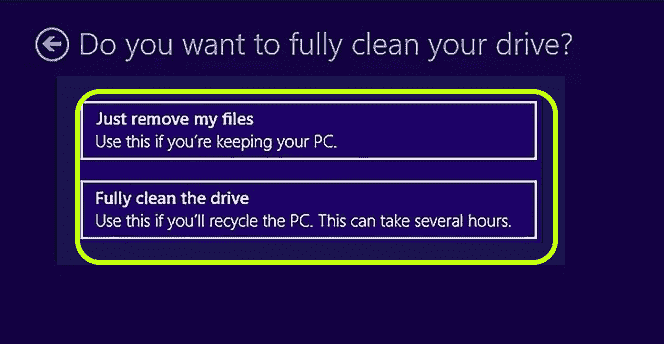 Do you want to fully clean your drive?
Just remove my files
Use this if you're keeping your PC.
Fully clean the drive
Use this if you'll recycle the PC. This can take several hours.